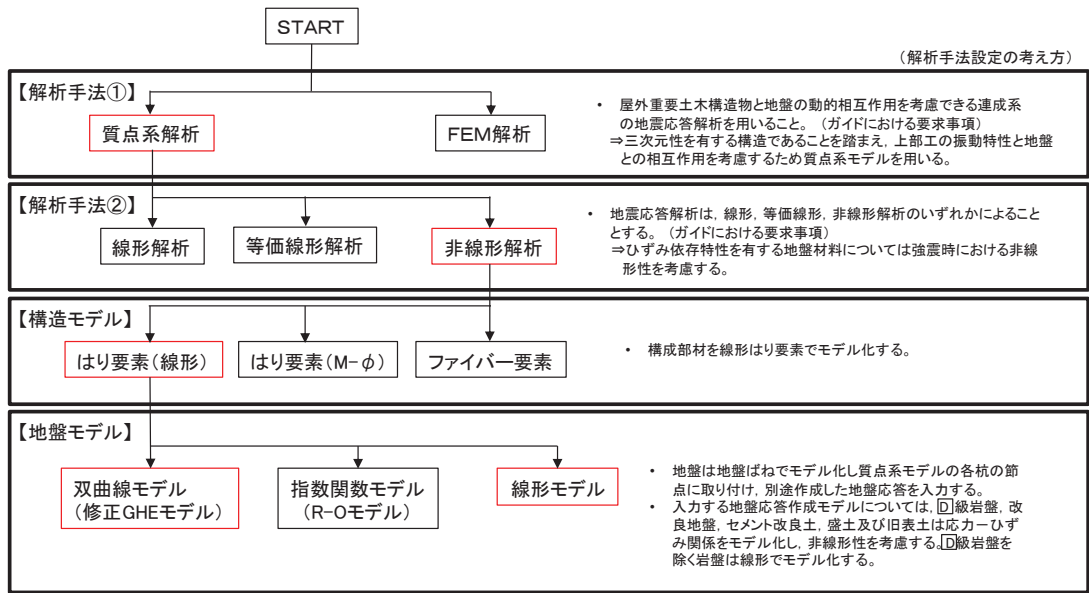 START
(解析手法設定の考え方)
【解析手法①】
質点系解析
FEM解析
・ 屋外重要土木構造物と地盤の動的相互作用を考慮できる連成系
の地震応答解析を用いること。(ガイドにおける要求事項)
⇒三次元性を有する構造であることを踏まえ,上部工の振動特性と地盤
との相互作用を考慮するため質点系モデルを用いる。
【解析手法②】
線形解析
等価線形解析
非線形解析
・ 地震応答解析は,線形,等価線形,非線形解析のいずれかによること
とする。(ガイドにおける要求事項)
⇒ひずみ依存特性を有する地盤材料については強震時における非線
形性を考慮する。
【構造モデル】
はり要素(線形)
はり要素(M-φ)
ファイバー要素
・ 構成部材を線形はり要素でモデル化する。
【地盤モデル】
双曲線モデル
(修正GHEモデル)
指数関数モデル
(R-Oモデル)
線形モデル
・ 地盤は地盤ばねでモデル化し質点系モデルの各杭の節
点に取り付け,別途作成した地盤応答を入力する。
・ 入力する地盤応答作成モデルについては,D級岩盤,改
良地盤,セメント改良土,盛土及び旧表土は応力ーひず
み関係をモデル化し,非線形性を考慮する。D級岩盤を
除く岩盤は線形でモデル化する。